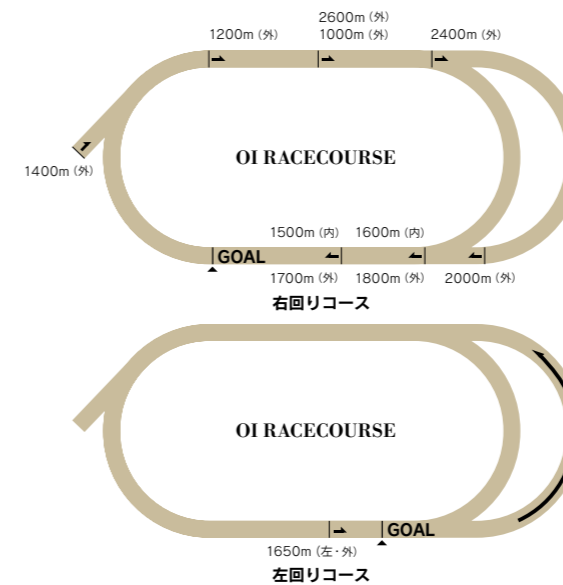 2600m (外)
1200m (外)
1000m (外)
2400m (外)
OI RACECOURSE
1400m (外)
1500m (内)
1600m (内)
GOAL
1700m (外)
1800m (外)
2000m (外)
右回りコース
OI RACECOURSE
GOAL
1650m (左・外)
左回りコース